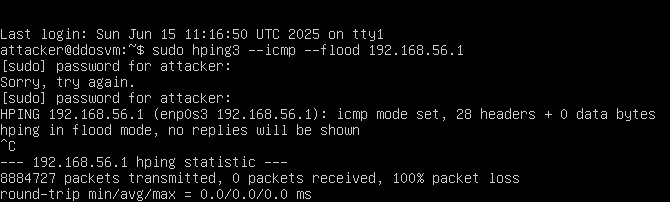 Last login: Sun Jun 15 11:16:50 UTC 2025 on tty1
attacker@ddosvm:~$ sudo hping3 --icmp --flood 192.168.56.1
[sudo] password for attacker:
Sorry, try again.
[sudo] password for attacker:
HPING 192.168.56.1 (enp0s3 192.168.56.1): icmp mode set, 28 headers + 0 data bytes
hping in flood mode, no replies will be shown
^C
--- 192.168.56.1 hping statistic ---
8884727 packets transmitted, 0 packets received, 100% packet loss
round-trip min/avg/max = 0.0/0.0/0.0 ms